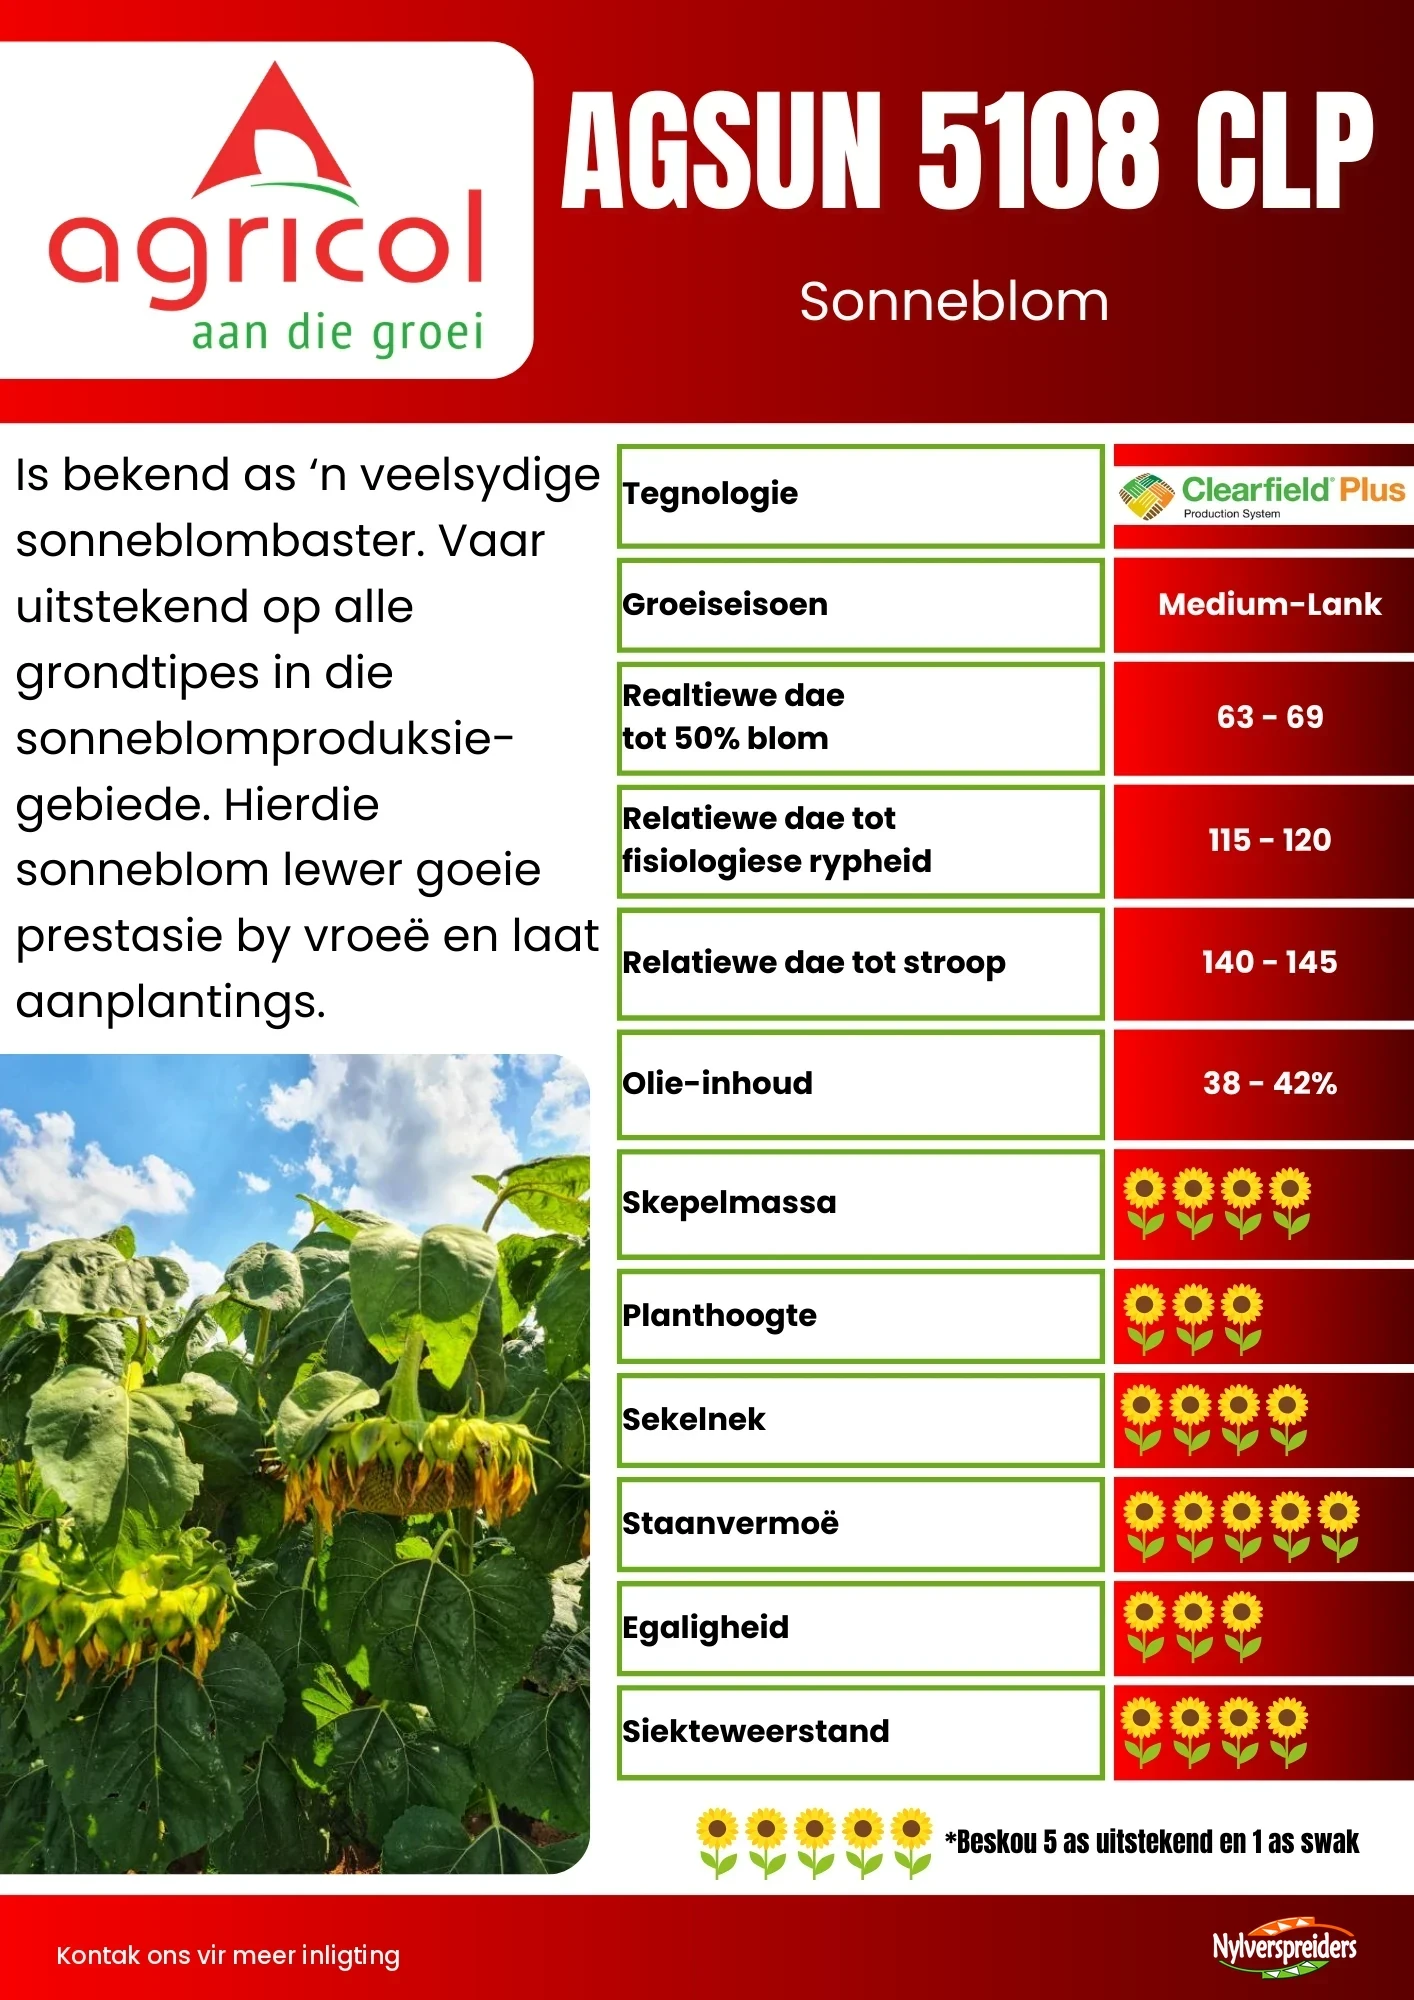 agricol
aan die groei
AGSUN 5108 CLP
Sonneblom
Is bekend as ‘n veelsydige
sonneblombaster. Vaar
uitstekend op alle
grondtipes in die
sonneblomproduksie-
gebiede. Hierdie
sonneblom lewer goeie
prestasie by vroeë en laat
aanplantings.
Tegnologie
Clearfield® Plus
Production System
Groeiseisoen
Medium-Lank
Realtiewe dae
tot 50% blom
63 - 69
Relatiewe dae tot
fisiologiese rypheid
115 - 120
Relatiewe dae tot stroop
140 - 145
Olie-inhoud
38 - 42%
Skepelmassa
Planthoogte
Sekelnek
Staanvermoë
Egaligheid
Siekteweerstand
*Beskou 5 as uitstekend en 1 as swak
Kontak ons vir meer inligting
Nylverspreiders